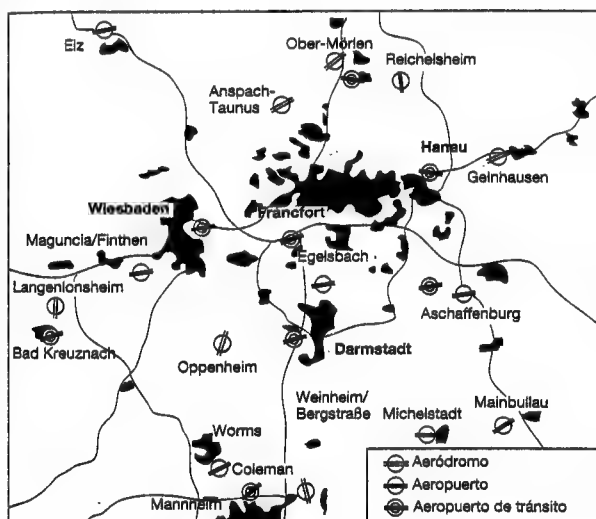 Elz
Ober-Mörlen
Reichelsheim
Anspach-
Taunus
Hanau
Geinhausen
Wiesbaden
Francfort
Maguncia/Finthen
Egelsbach
Langenlonsheim
Aschaffenburg
Bad Kreuznach
Oppenheim
Darmstadt
Weinheim/
Bergstraße
Michelstadt
Mainbullau
Worms
Coleman
Mannheim
Aeródromo
Aeropuerto
Aeropuerto de tránsito